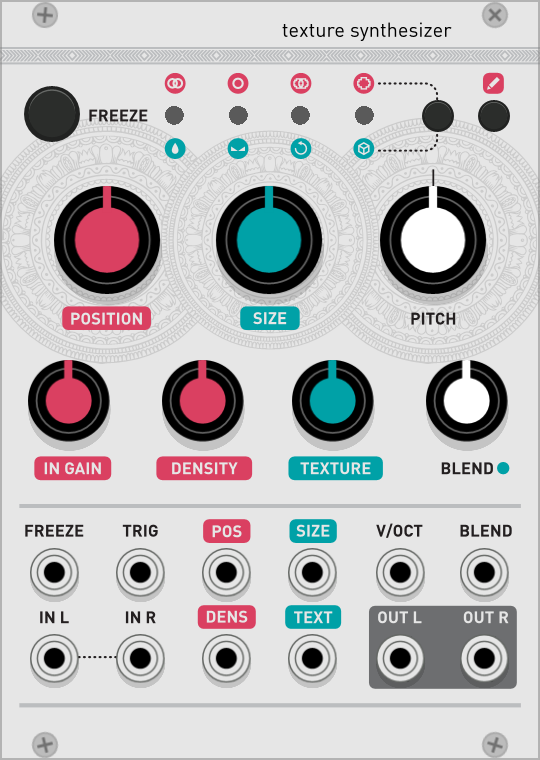 texture synthesizer
FREEZE
POSITION SIZE PITCH
IN GAIN DENSITY TEXTURE BLEND
FREEZE TRIG POS SIZE V/OCT BLEND
IN L IN R DENS TEXT OUT L OUT R